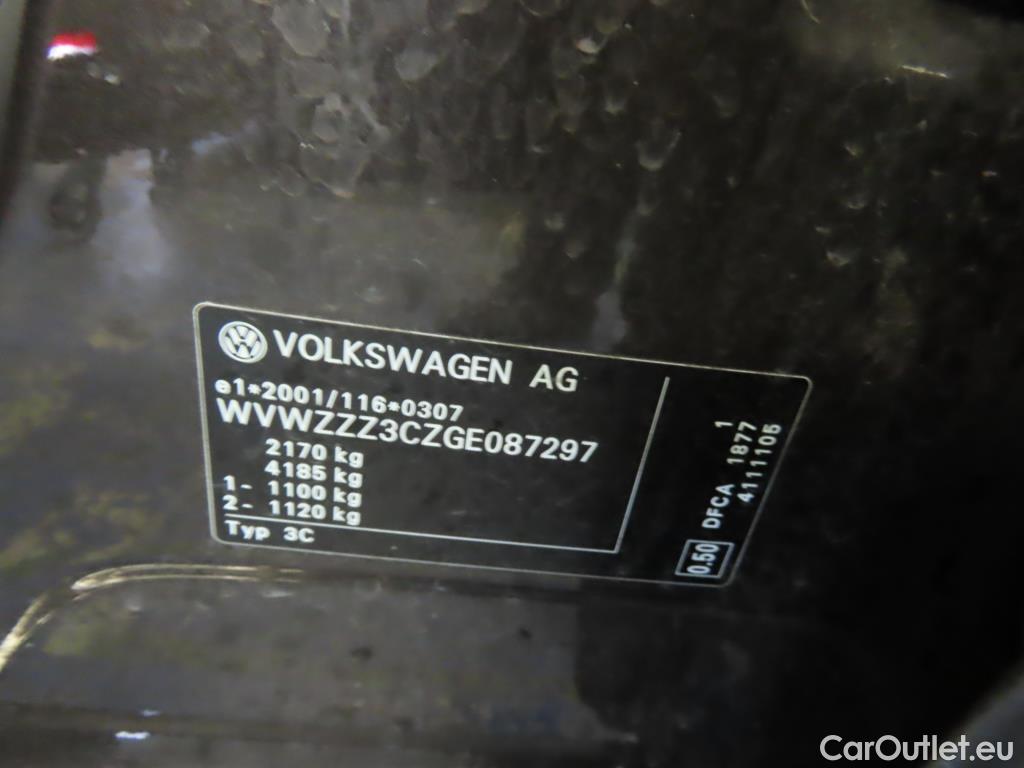 VOLKSWAGEN AG
e1*2001/116*0307
WVWZZZ3CZGE087297
2170 kg
4185 kg
1- 1100 kg
2- 1120 kg
Typ 3C
1
0.50 DFCA 1877
4111105
CarOutlet.eu